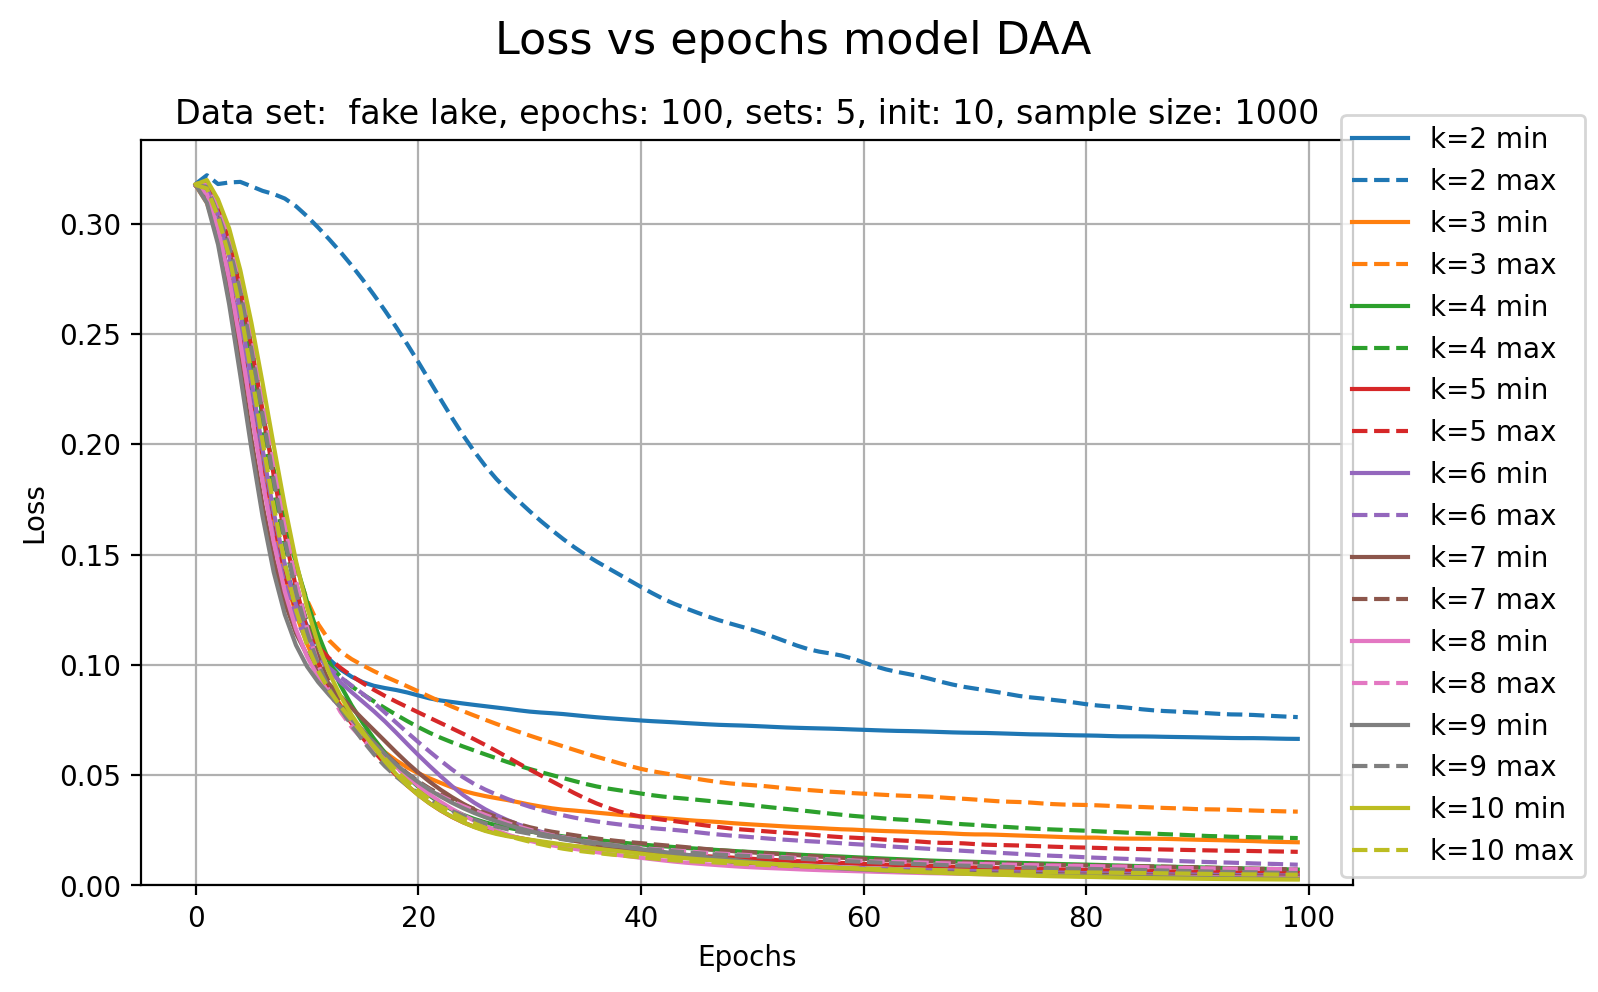 Loss vs epochs model DAA
Data set:  fake lake, epochs: 100, sets: 5, init: 10, sample size: 1000
k=2 min
k=2 max
k=3 min
k=3 max
k=4 min
k=4 max
k=5 min
k=5 max
k=6 min
k=6 max
k=7 min
k=7 max
k=8 min
k=8 max
k=9 min
k=9 max
k=10 min
k=10 max
0.30
0.25
0.20
0.15
0.10
0.05
0.00
Loss
0 20 40 60 80 100
Epochs